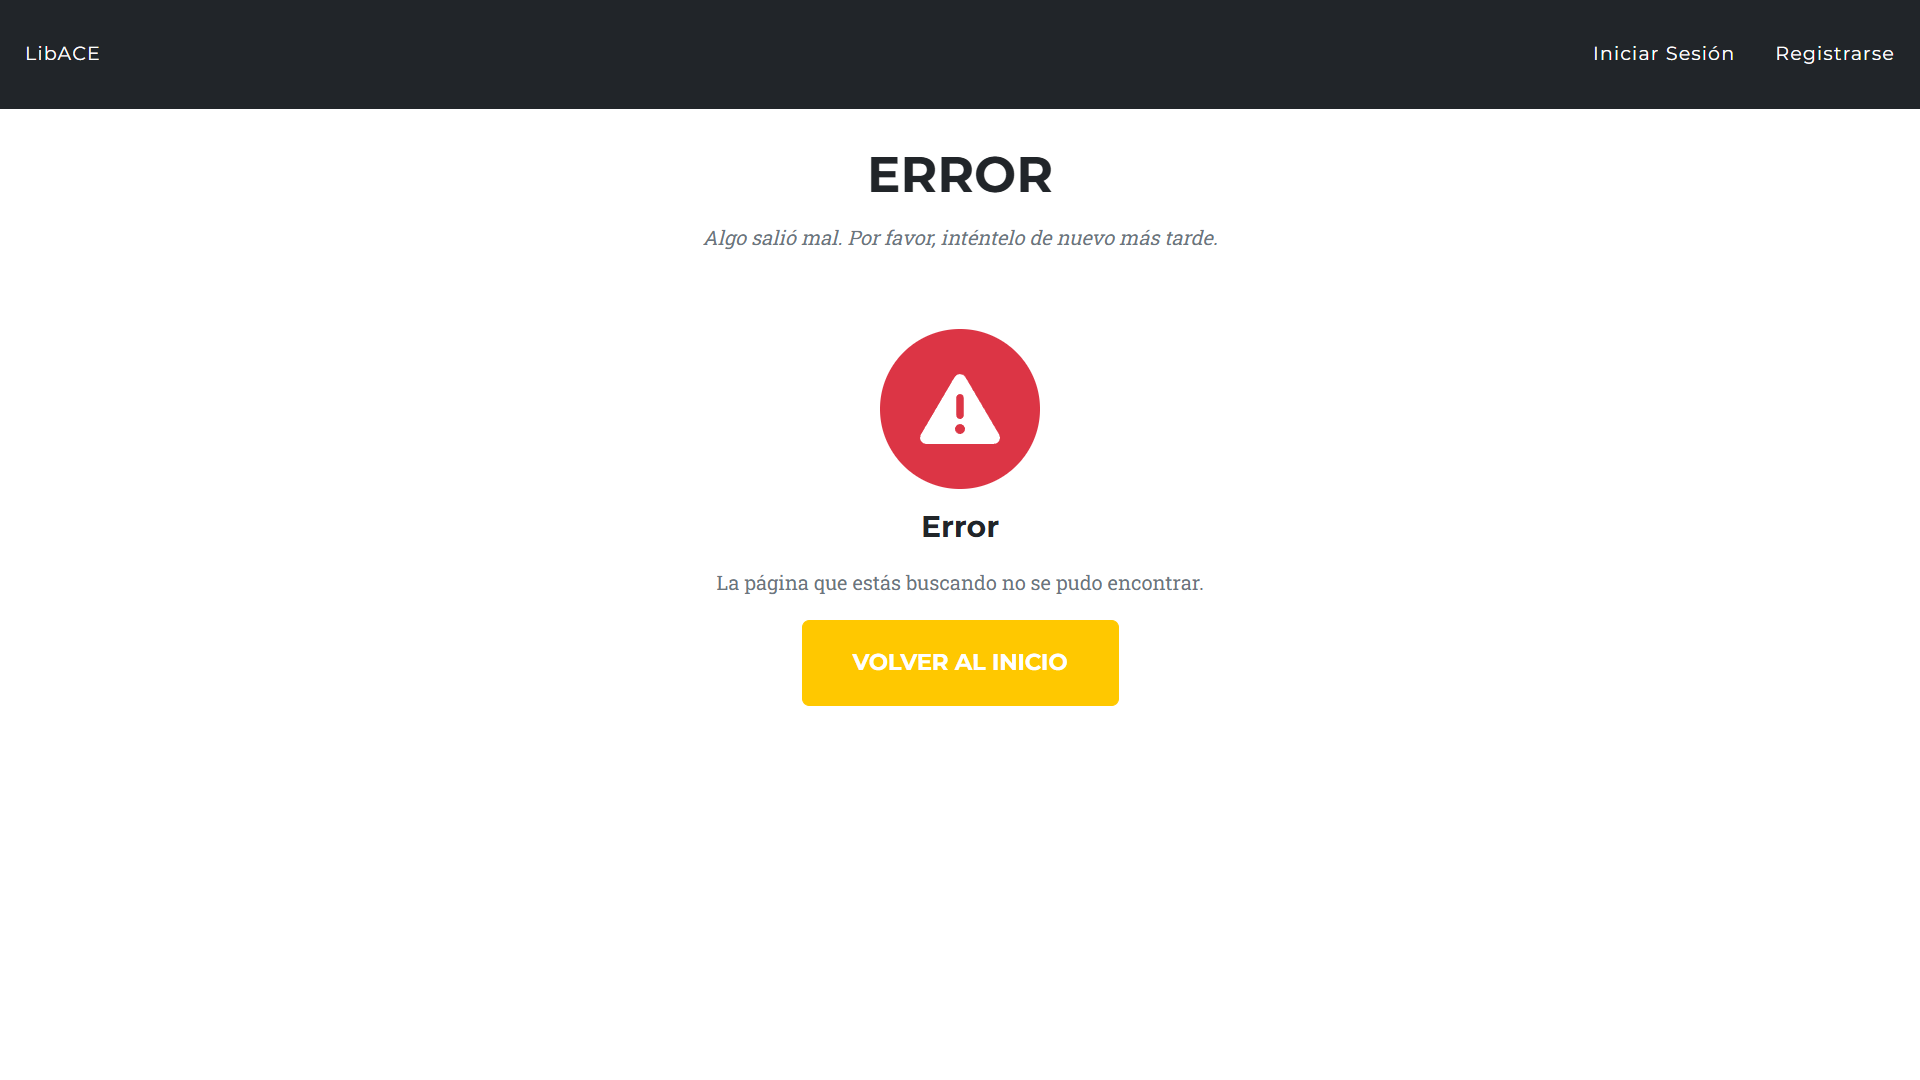 LibACE
Iniciar Sesión
Registrarse
ERROR
Algo salió mal. Por favor, inténtelo de nuevo más tarde.
Error
La página que estás buscando no se pudo encontrar.
VOLVER AL INICIO